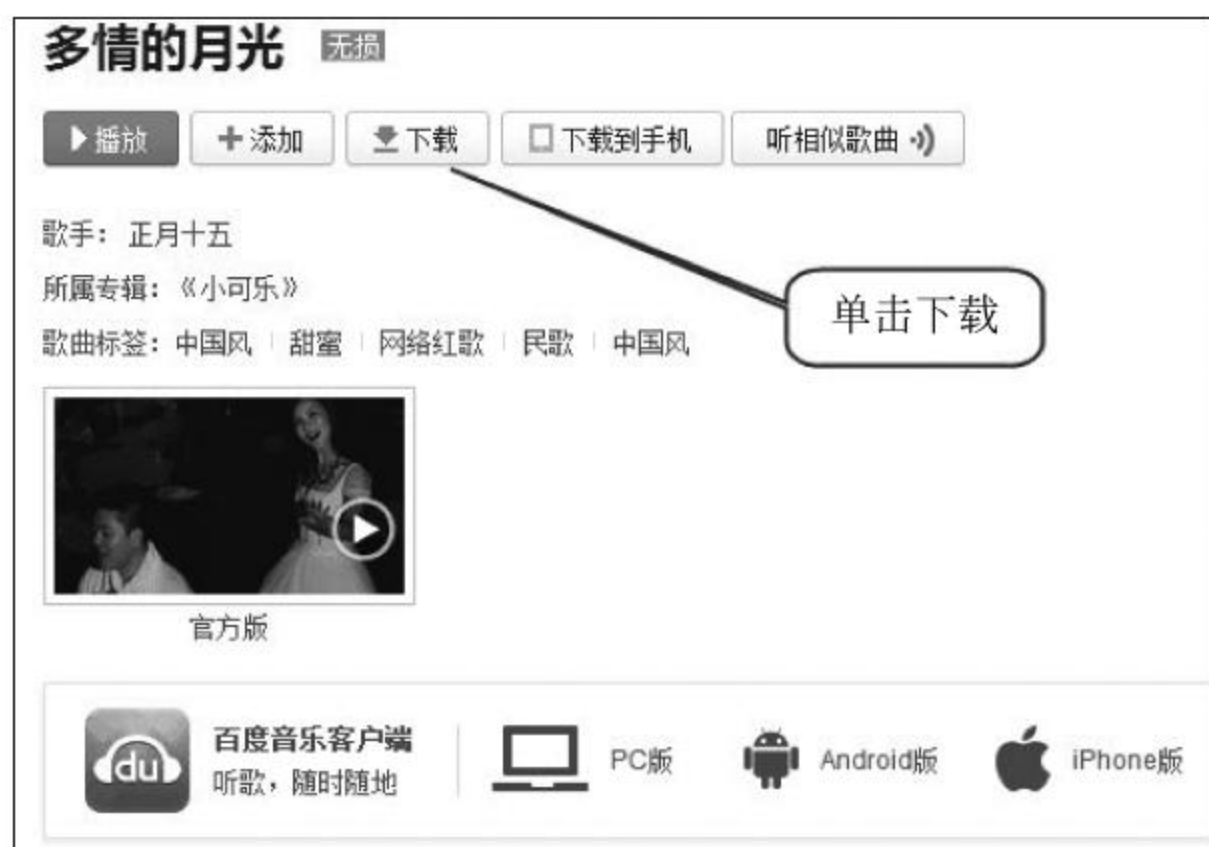 多情的月光 无损
播放 添加 下载 下载到手机 听相似歌曲
歌手：正月十五
所属专辑：《小可乐》
歌曲标签：中国风 甜蜜 网络红歌 民歌 中国风
单击下载
官方版
du
百度音乐客户端
听歌，随时随地
PC版 Android版 iPhone版